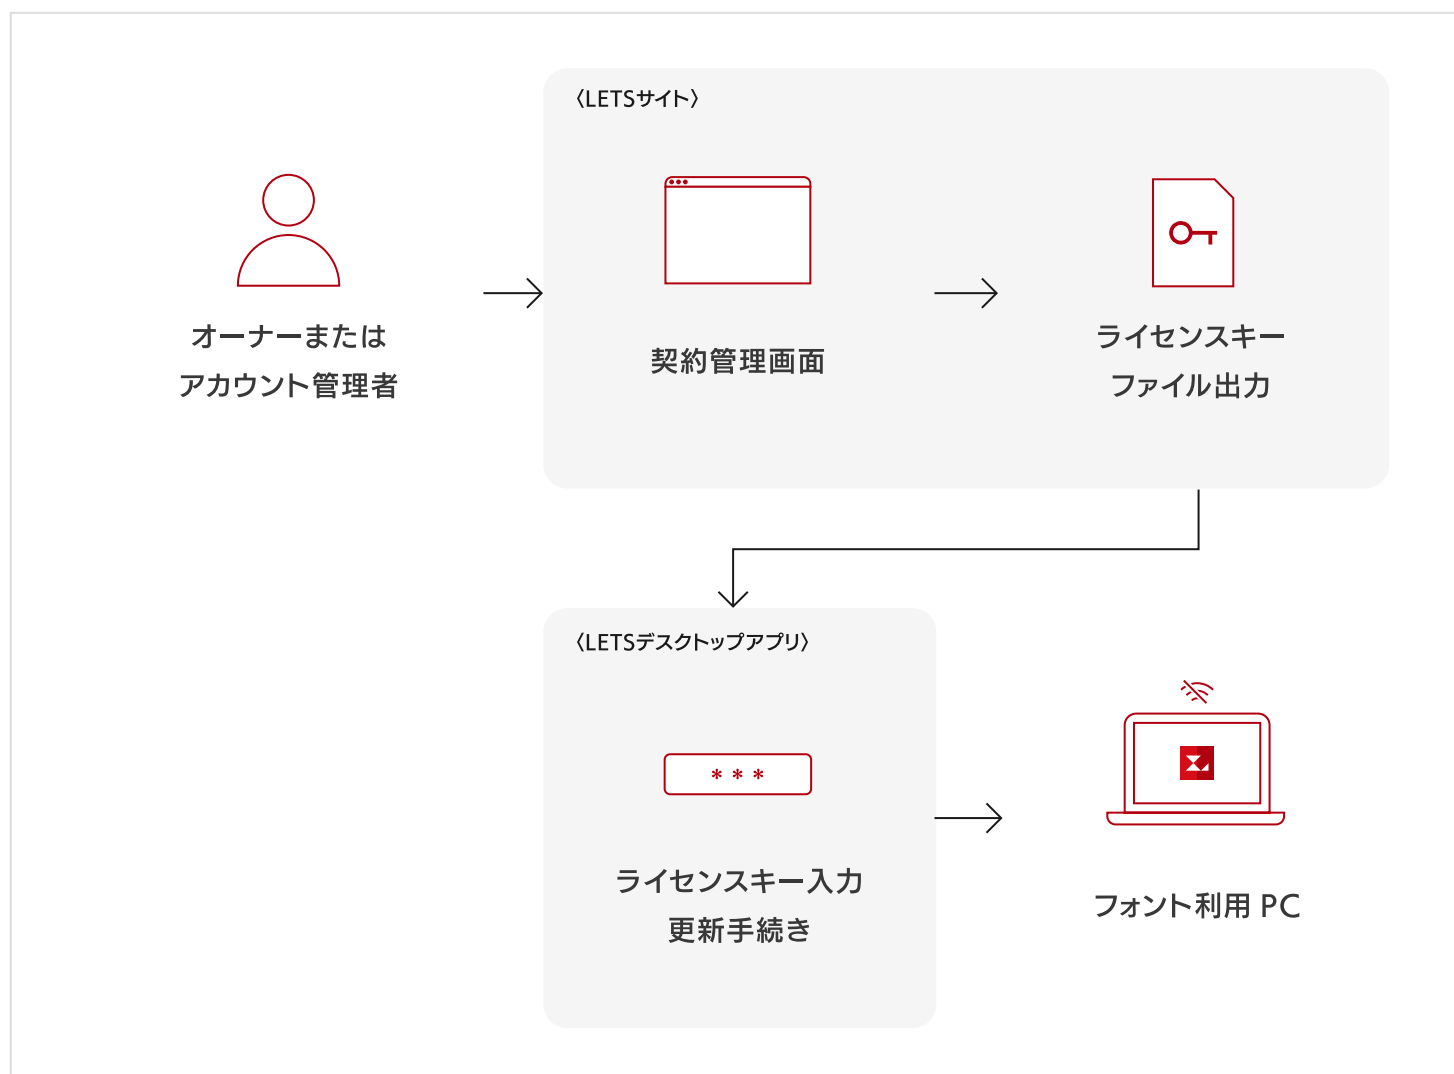 〈LETSサイト〉
オーナーまたは
アカウント管理者
契約管理画面
ライセンスキー
ファイル出力
〈LETSデスクトップアプリ〉
***
ライセンスキー入力
更新手続き
フォント利用 PC